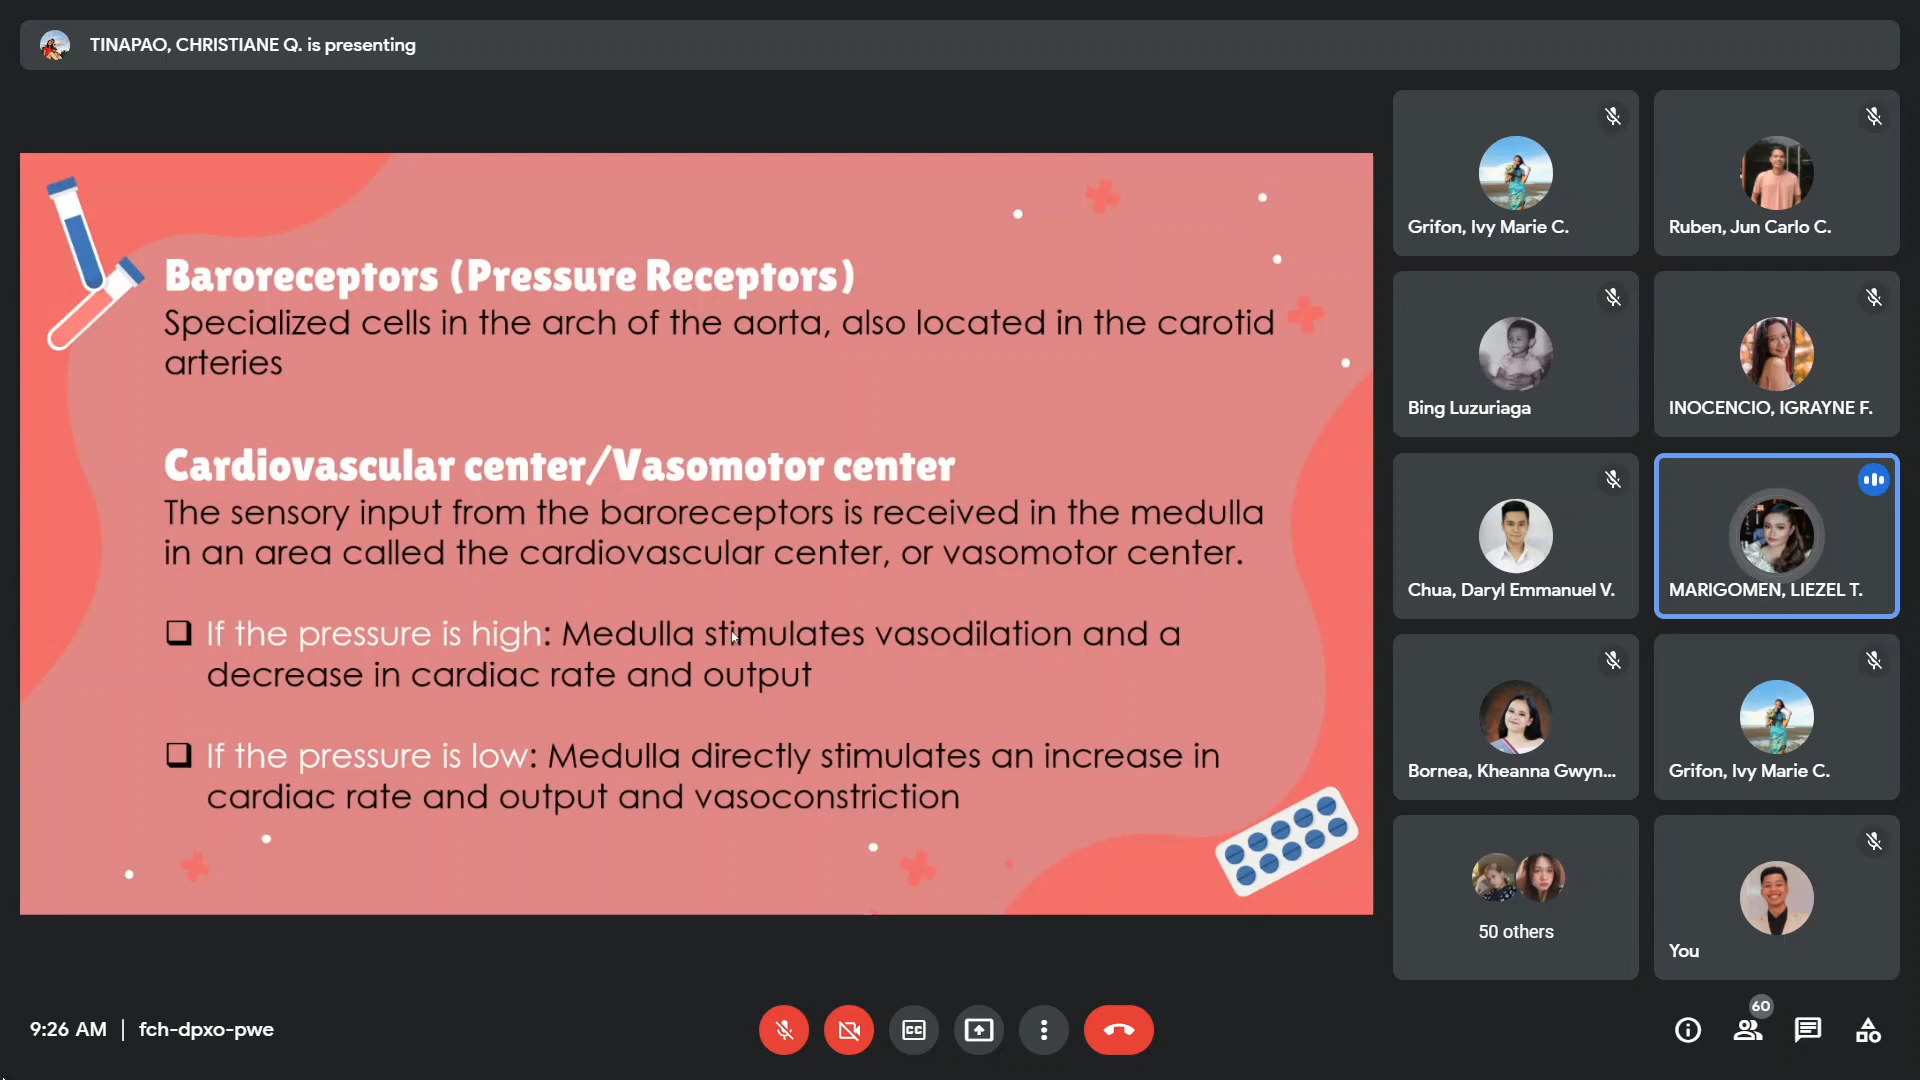 TINAPAO, CHRISTIANE Q. is presenting
Baroreceptors (Pressure Receptors)
Specialized cells in the arch of the aorta, also located in the carotid
arteries
Cardiovascular center/Vasomotor center
The sensory input from the baroreceptors is received in the medulla
in an area called the cardiovascular center, or vasomotor center.
If the pressure is high: Medulla stimulates vasodilation and a
decrease in cardiac rate and output
If the pressure is low: Medulla directly stimulates an increase in
cardiac rate and output and vasoconstriction
Grifon, Ivy Marie C.
Ruben, Jun Carlo C.
Bing Luzuriaga
INOCENCIO, IGRAYNE F.
Chua, Daryl Emmanuel V.
MARIGOMEN, LIEZEL T.
Bornea, Kheanna Gwyn...
Grifon, Ivy Marie C.
50 others
You
9:26 AM | fch-dpxo-pwe
CC
60